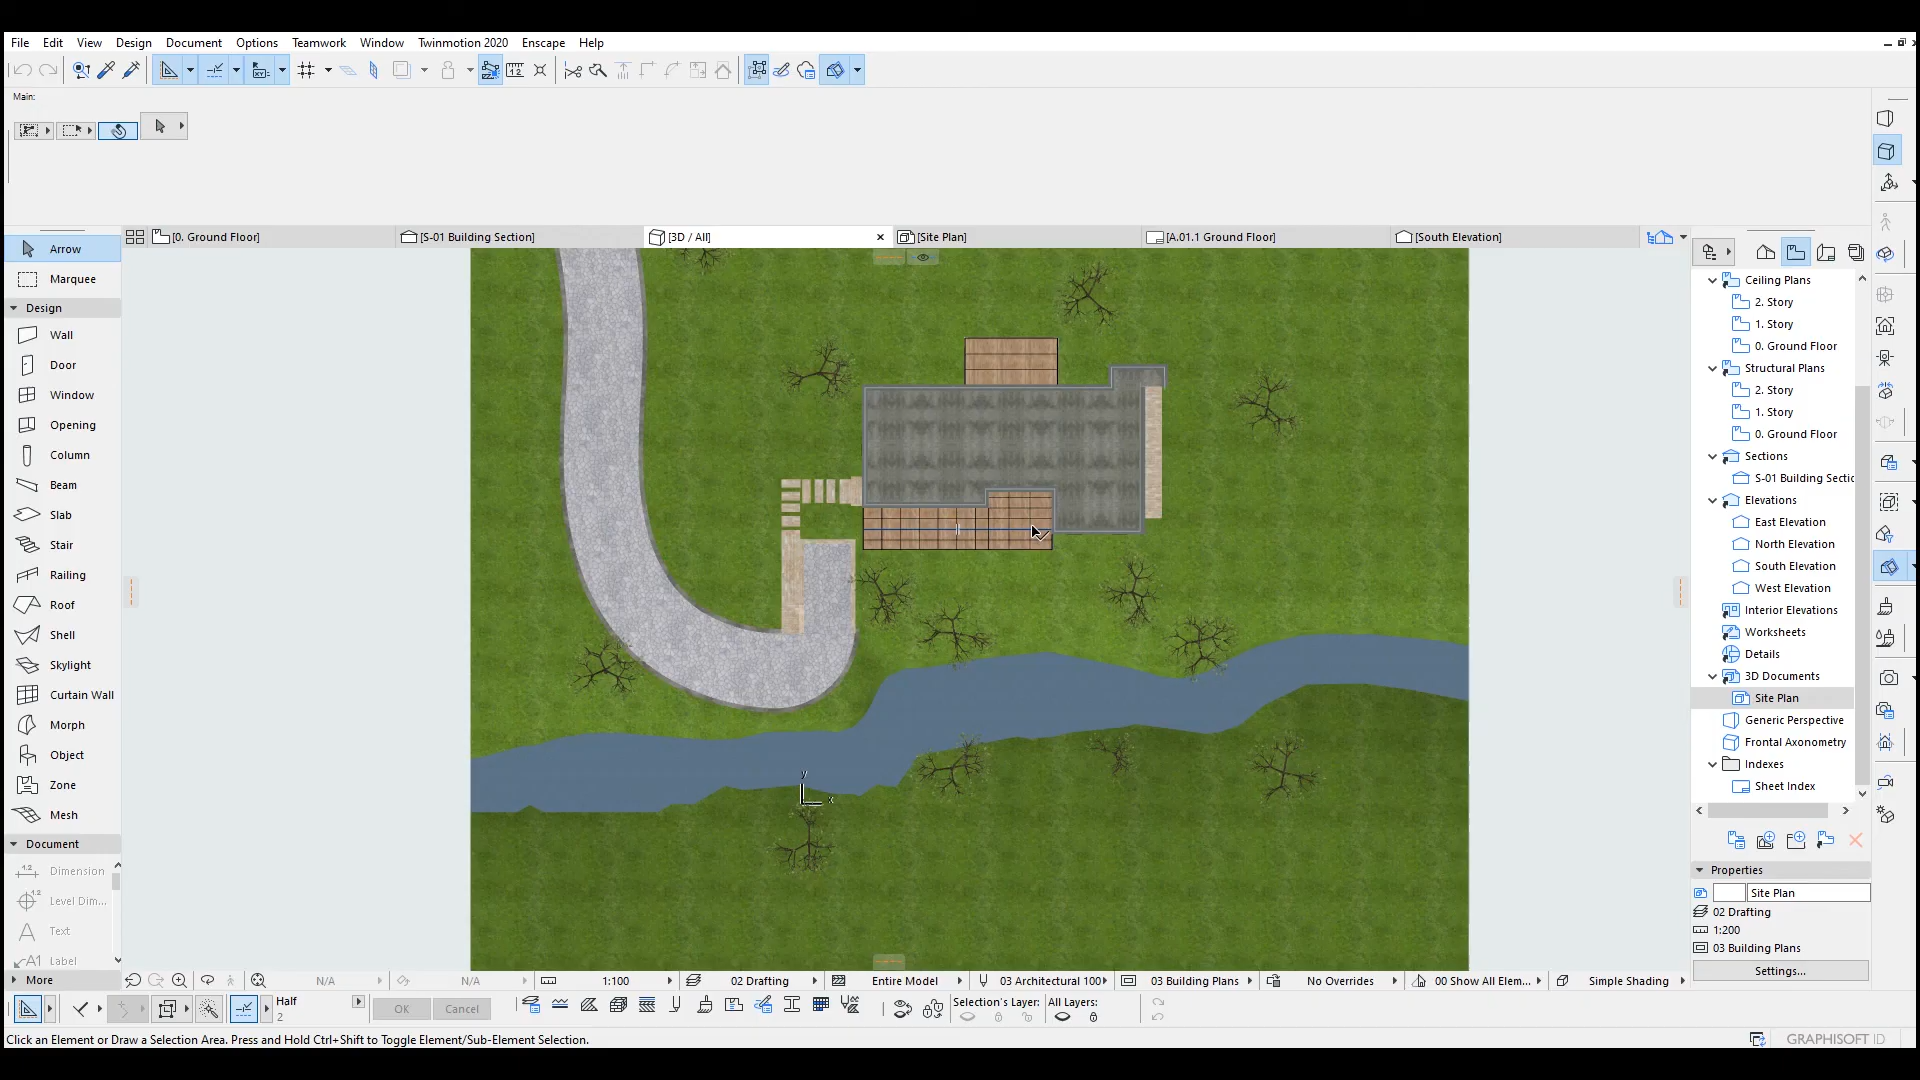 File Edit View Design Document Options Teamwork Window Twinmotion 2020 Enscape Help
Main:
[0. Ground Floor]
[S-01 Building Section]
[3D / All]
[Site Plan]
[A.01.1 Ground Floor]
[South Elevation]
Arrow
Marquee
Design
Wall
Door
Window
Opening
Column
Beam
Slab
Stair
Railing
Roof
Shell
Skylight
Curtain Wall
Morph
Object
Zone
Mesh
Document
Dimension
Level Dim...
Text
Label
More
y
x
Ceiling Plans
2. Story
1. Story
0. Ground Floor
Structural Plans
2. Story
1. Story
0. Ground Floor
Sections
S-01 Building Sectic
Elevations
East Elevation
North Elevation
South Elevation
West Elevation
Interior Elevations
Worksheets
Details
3D Documents
Site Plan
Generic Perspective
Frontal Axonometry
Indexes
Sheet Index
Properties
Site Plan
02 Drafting
1:200
03 Building Plans
Settings...
N/A N/A 1:100 02 Drafting Entire Model 03 Architectural 100 03 Building Plans No Overrides 00 Show All Elem... Simple Shading
Half
2
OK Cancel
Selection's Layer: All Layers:
Click an Element or Draw a Selection Area. Press and Hold Ctrl+Shift to Toggle Element/Sub-Element Selection.
GRAPHISOFT ID